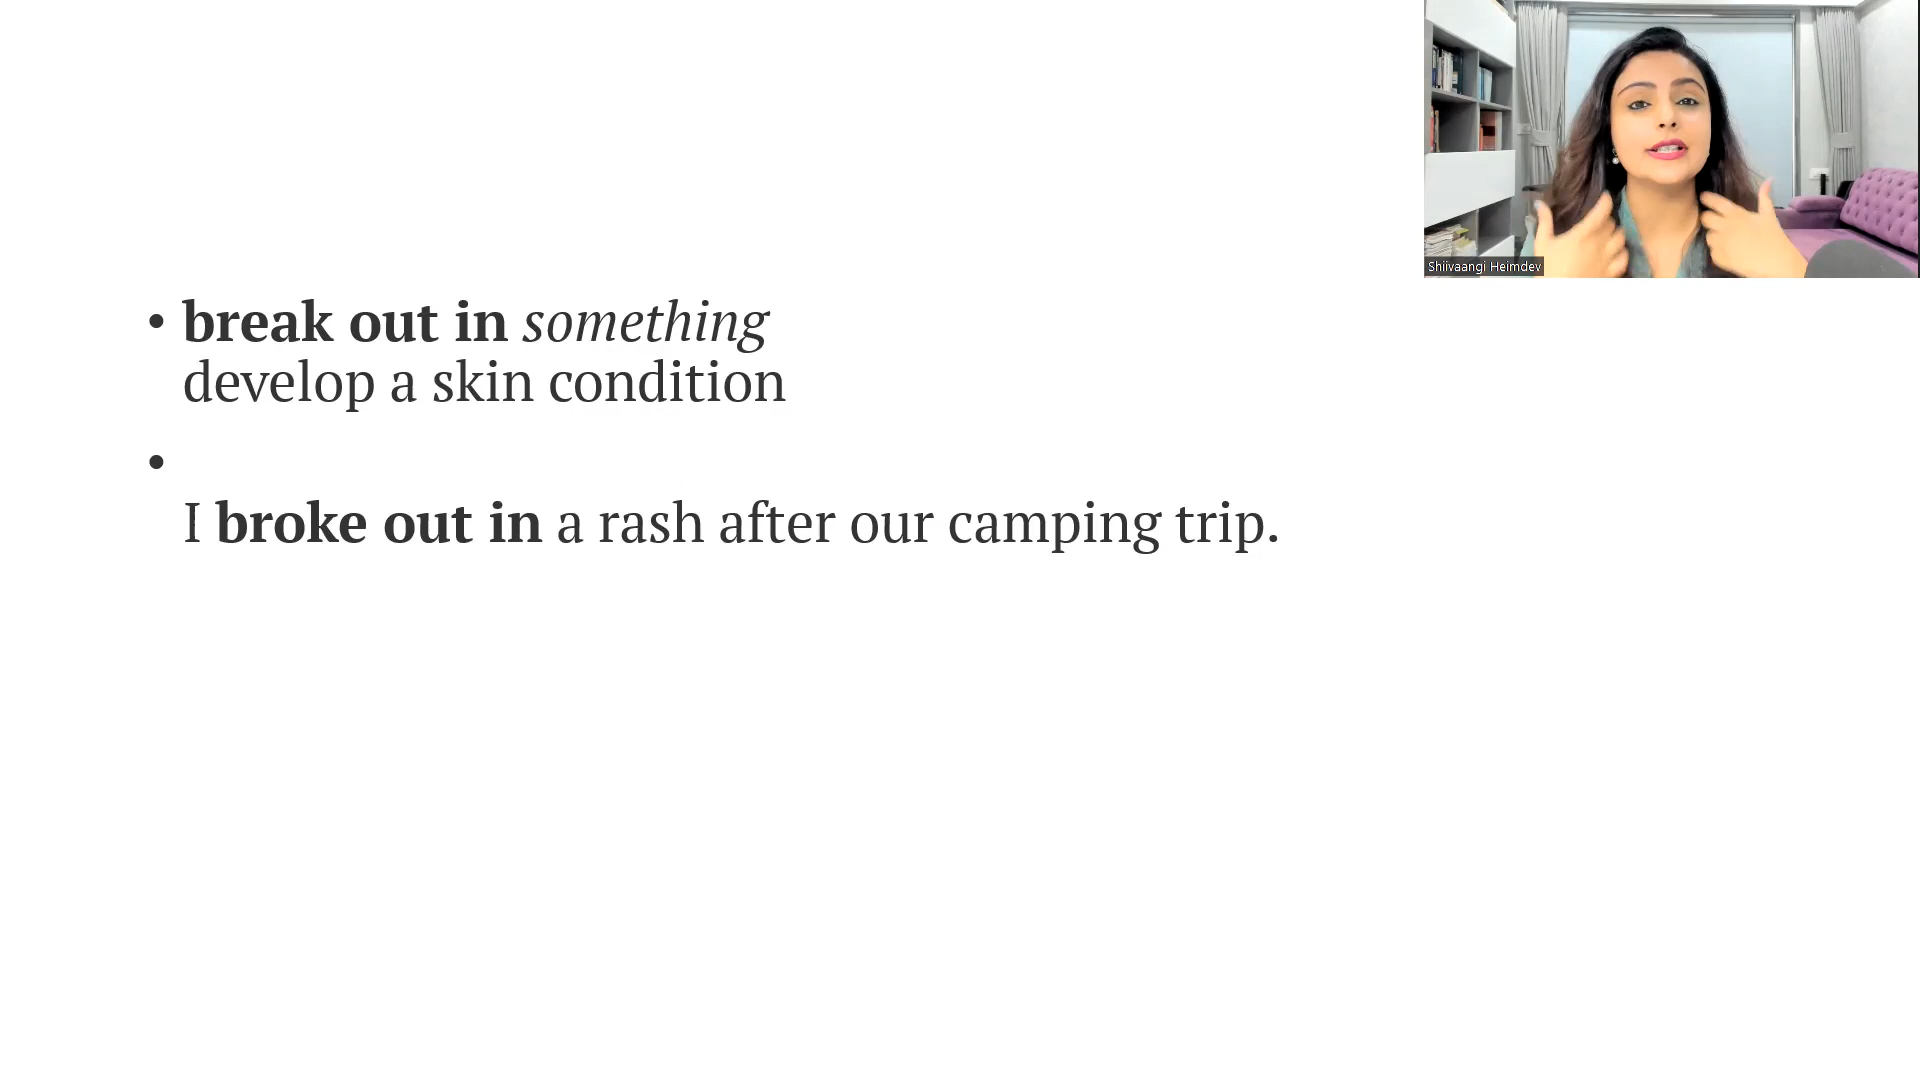 Shiivaangi Heimdev
• break out in something
develop a skin condition
•
I broke out in a rash after our camping trip.